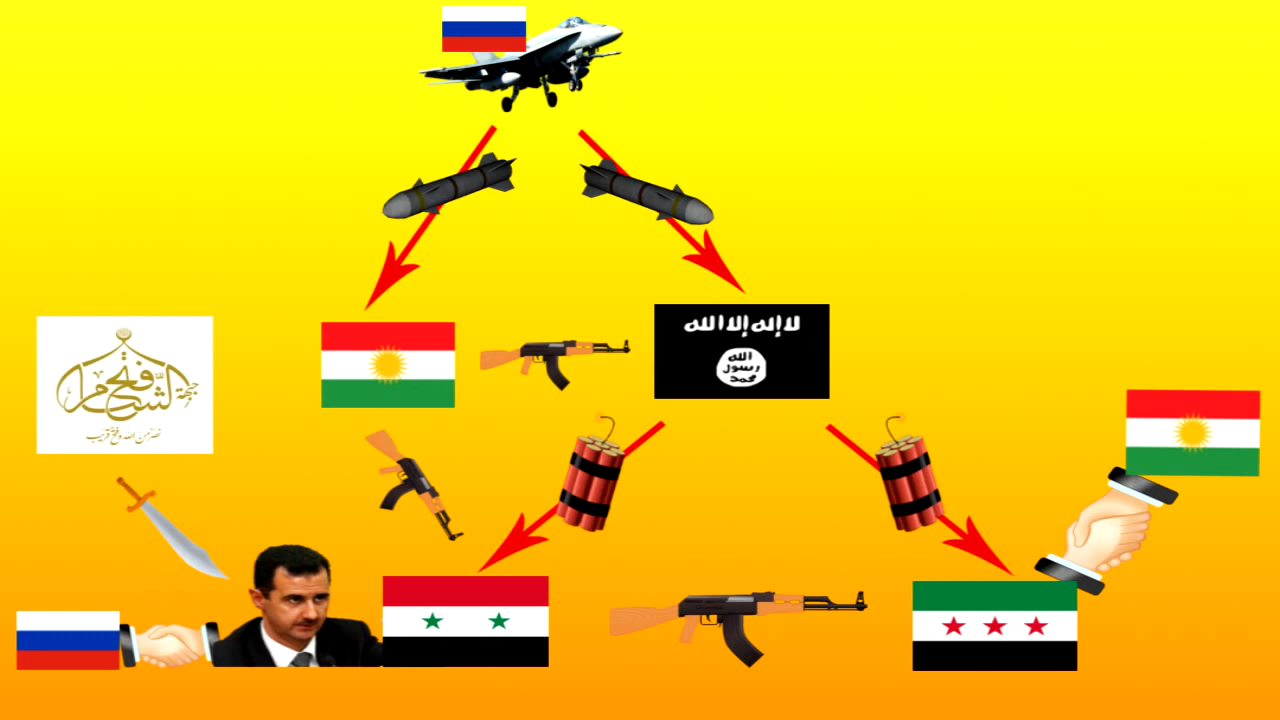 لا إله إلا الله
الله
رسول
محمد
جبهة فتح الشام
نصر من الله وفتح قريب